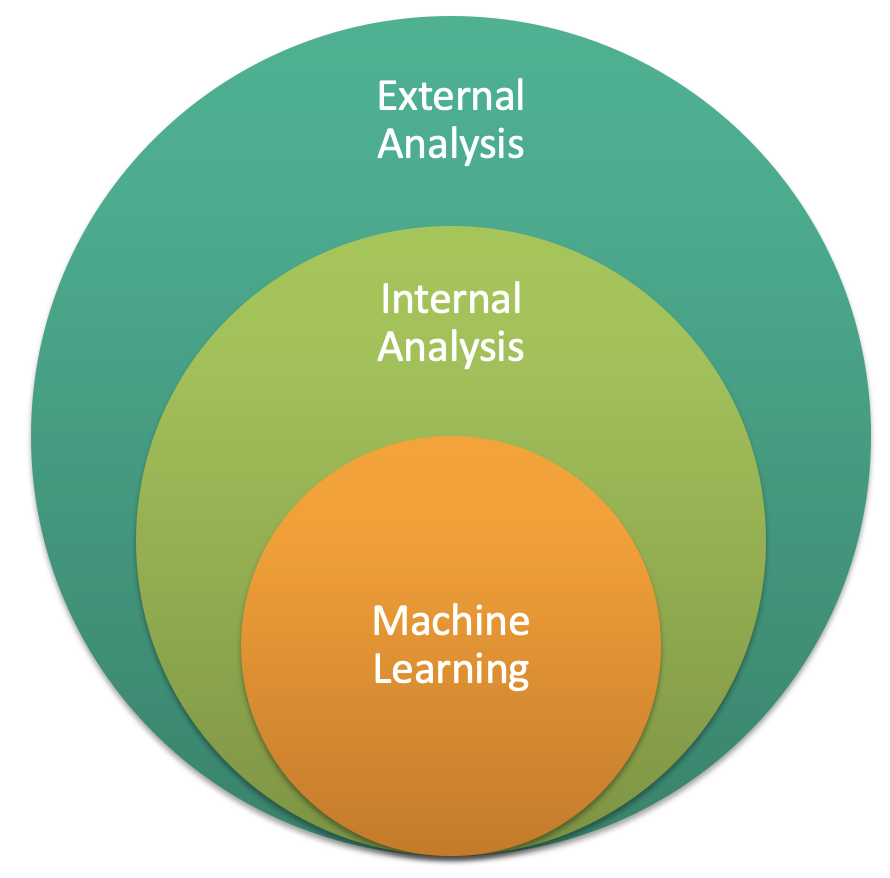 External
Analysis
Internal
Analysis
Machine
Learning